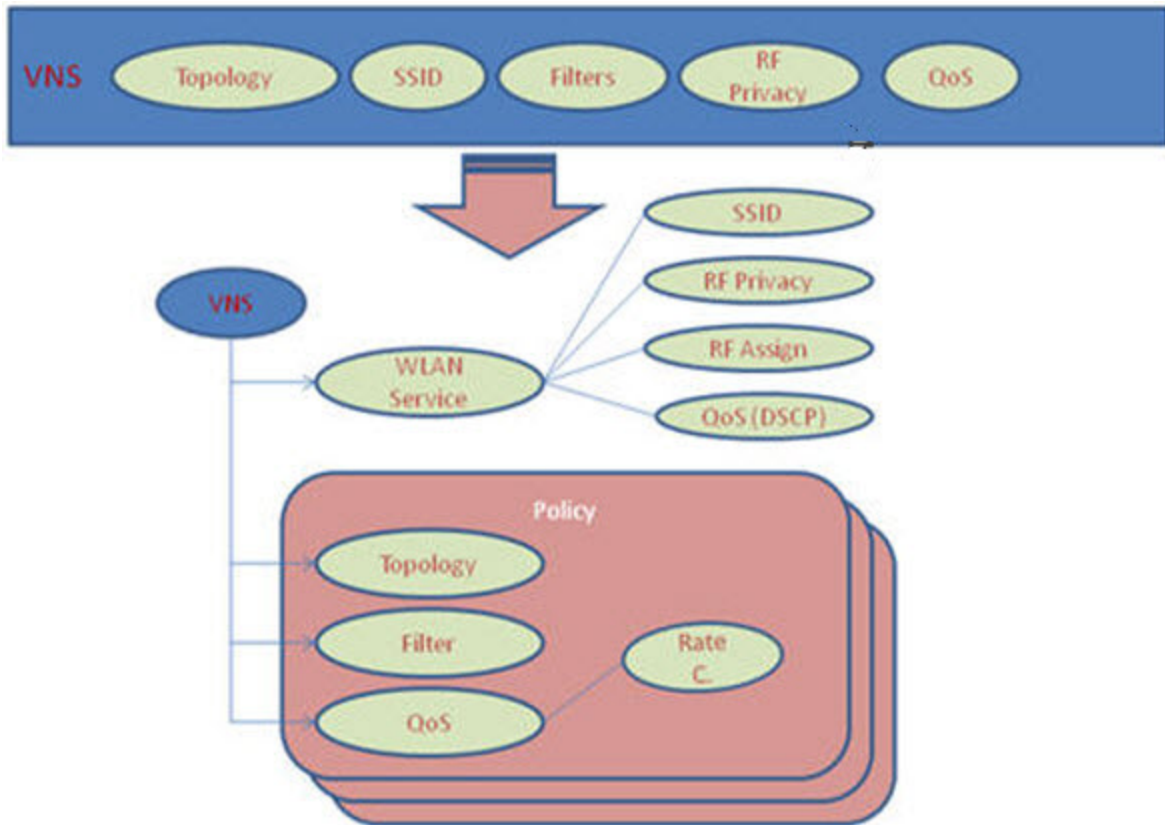 VNS
Topology
SSID
Filters
RF
Privacy
QoS
SSID
RF Privacy
VNS
RF Assign
WLAN
Service
QoS (DSCP)
Policy
Topology
Filter
Rate
C.
QoS